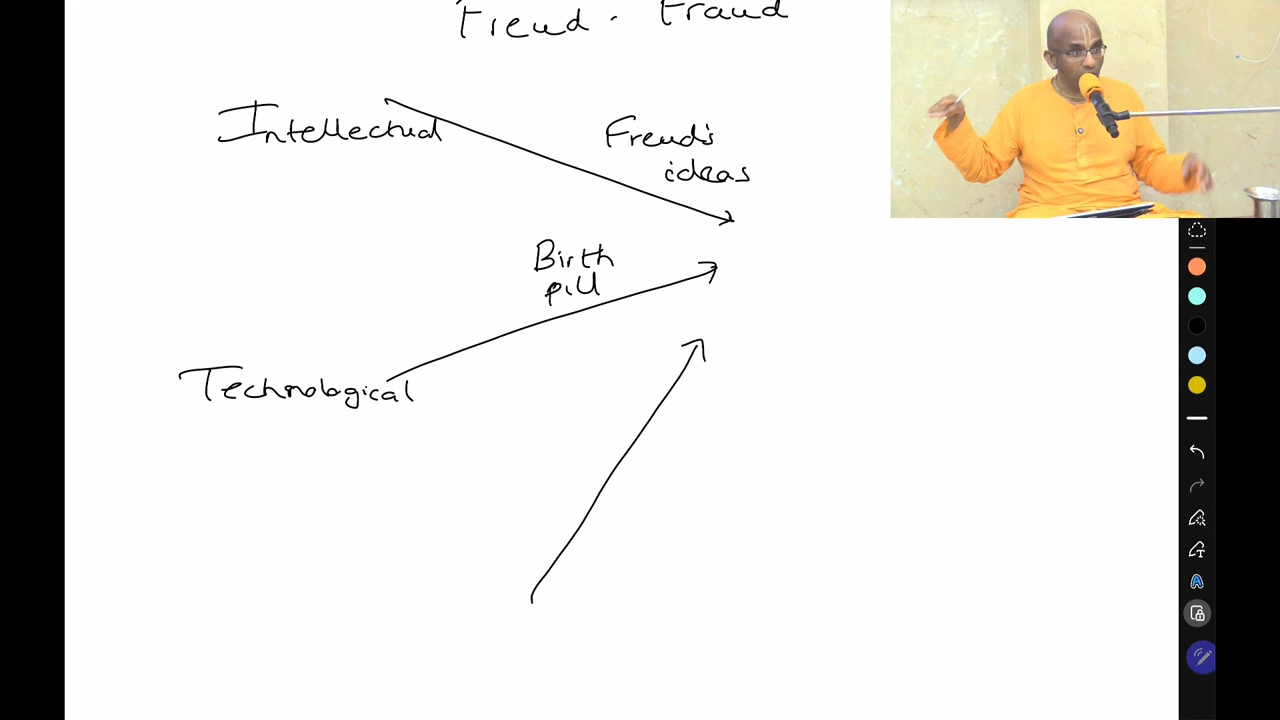 Freud . Fraud
Intellectual
Freud's
ideas
Birth
pill
Technological